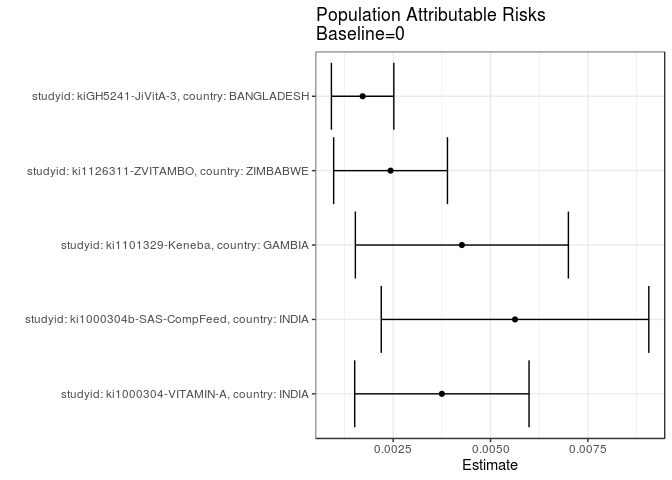 Population Attributable Risks
Baseline=0
studyid: kiGH5241-JiVitA-3, country: BANGLADESH
studyid: ki1126311-ZVITAMBO, country: ZIMBABWE
studyid: ki1101329-Keneba, country: GAMBIA
studyid: ki1000304b-SAS-CompFeed, country: INDIA
studyid: ki1000304-VITAMIN-A, country: INDIA
0.0025 0.0050 0.0075
Estimate